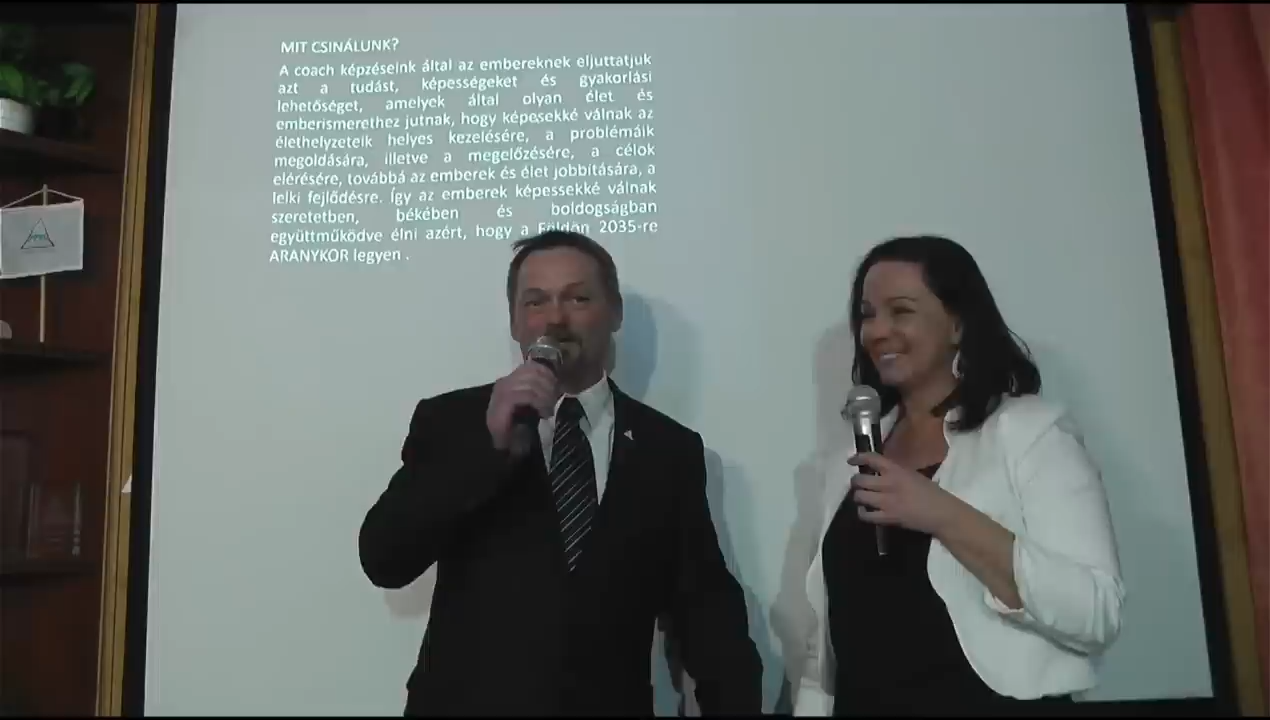 MIT CSINÁLUNK?
A coach képzéseink által az embereknek eljuttatjuk
azt a tudást, képességeket és gyakorlási
lehetőséget, amelyek által olyan élet és
emberismerethez jutnak, hogy képesekké válnak az
élethelyzeteik helyes kezelésére, a problémáik
megoldására, illetve a megelőzésére, a célok
elérésére, továbbá az emberek és élet jobbítására, a
lelki fejlődésre. Így az emberek képessekké válnak
szeretetben, békében és boldogságban
együttműködve élni azért, hogy a Földön 2035-re
ARANYKOR legyen .